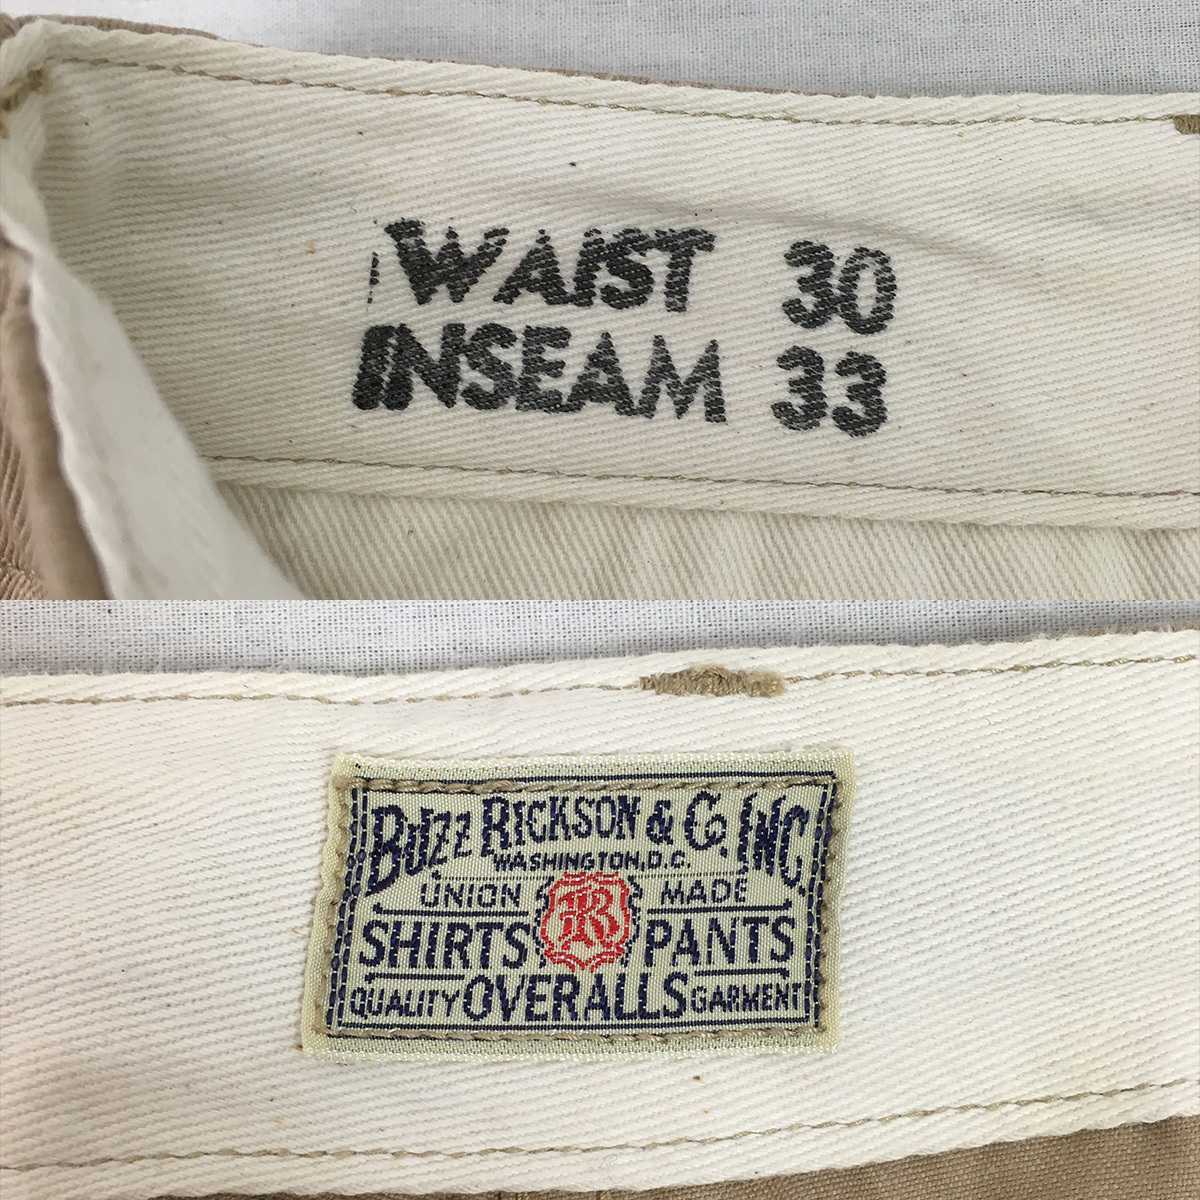 WAIST 30
INSEAM 33
BUZZ RICKSON & CO. INC.
WASHINGTON, D.C.
UNION MADE
R
SHIRTS PANTS
QUALITY OVERALLS GARMENT